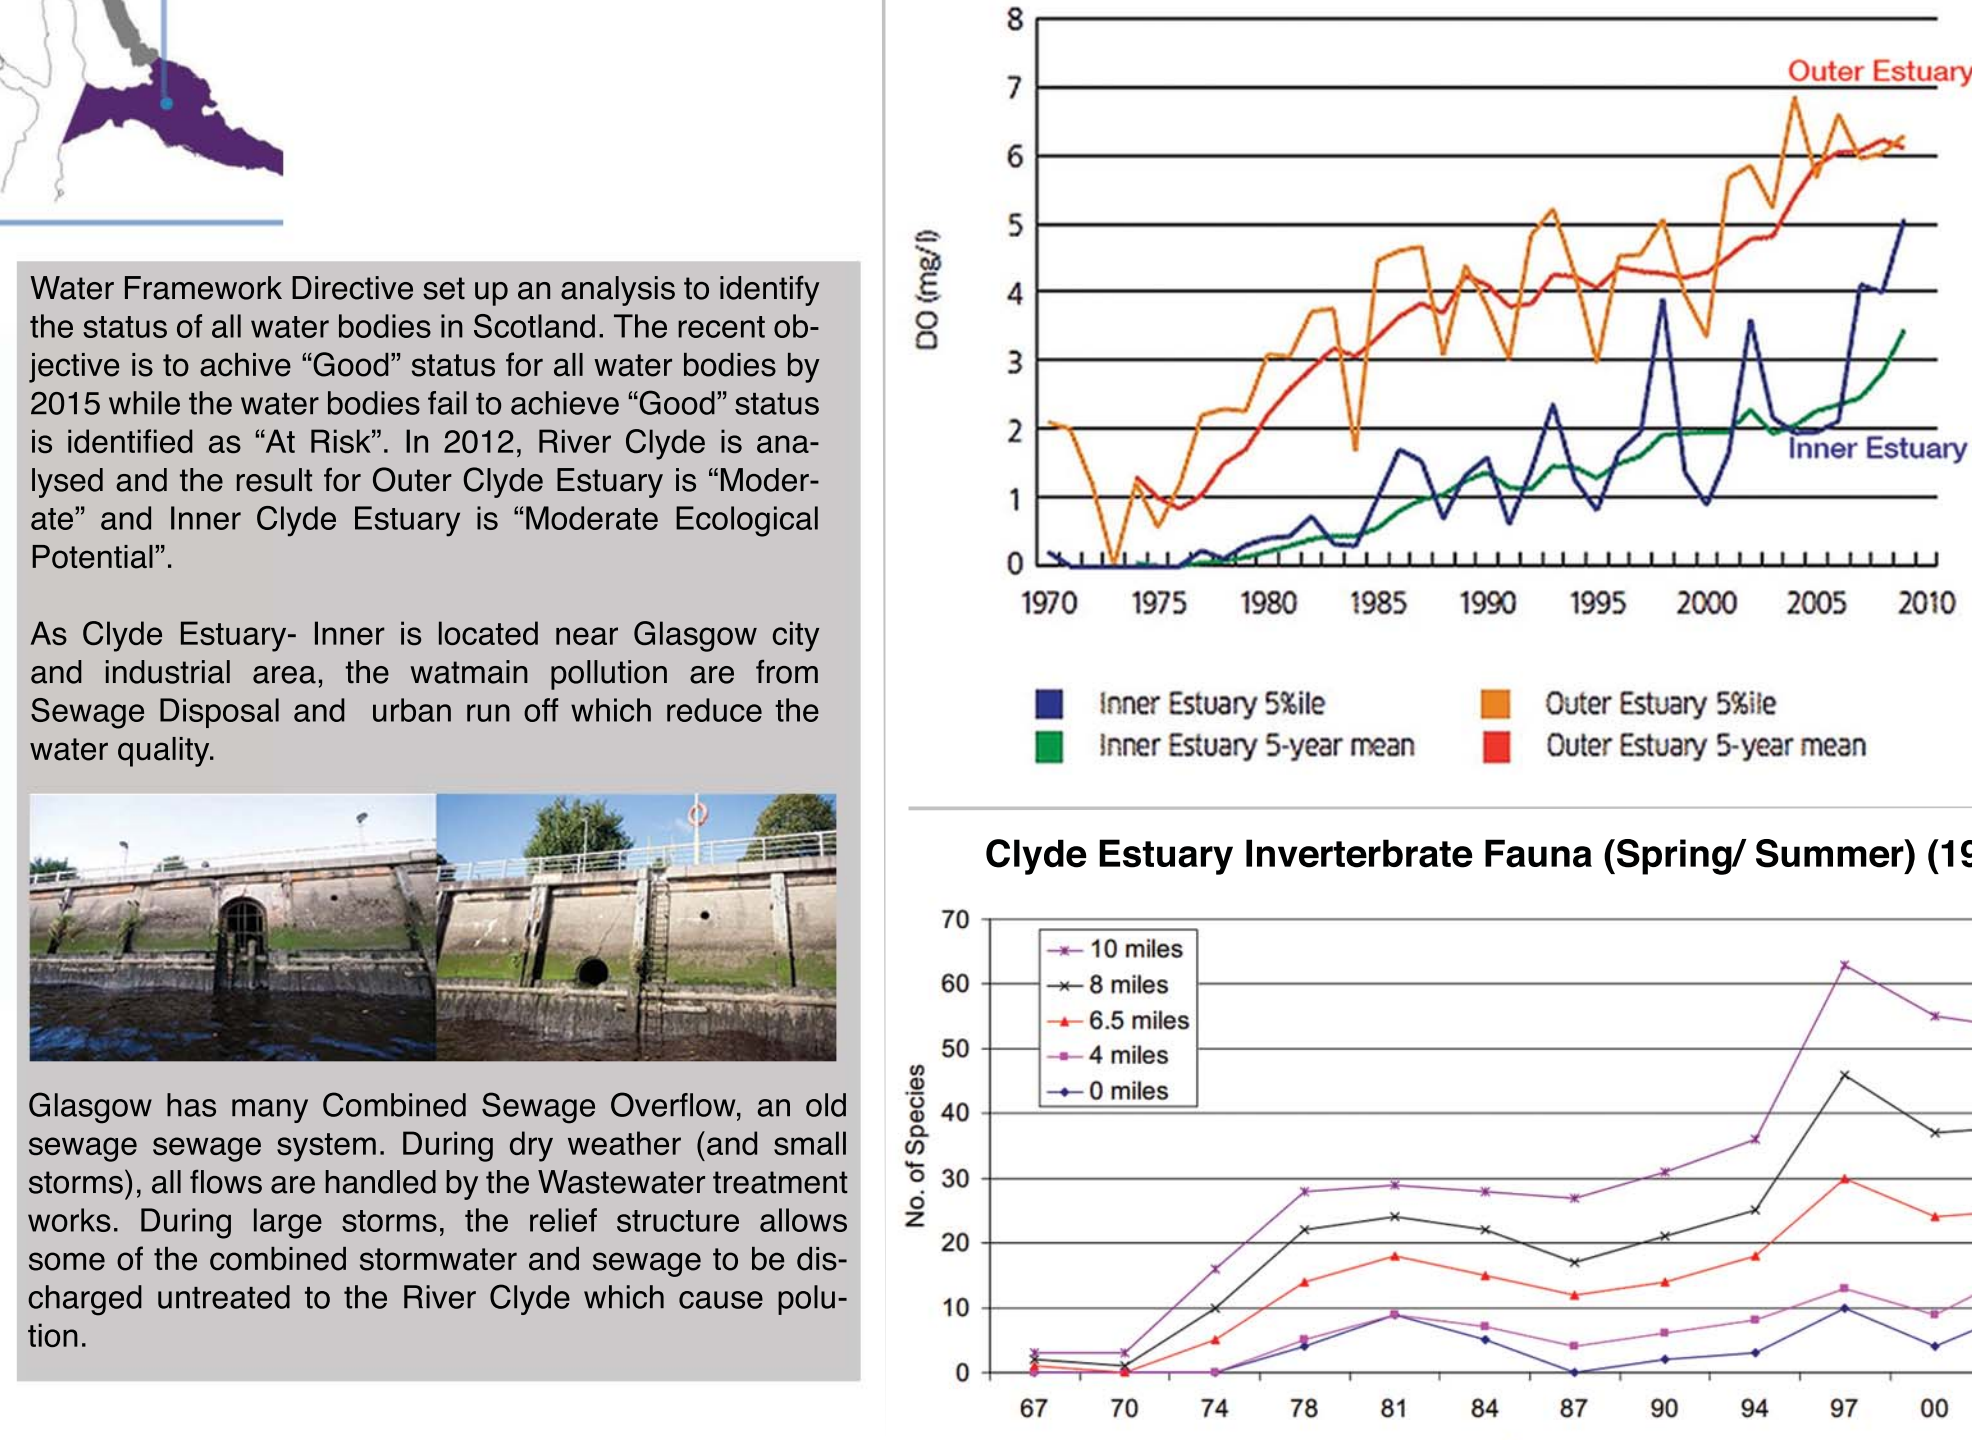 Water Framework Directive set up an analysis to identify
the status of all water bodies in Scotland. The recent ob-
jective is to achive “Good” status for all water bodies by
2015 while the water bodies fail to achieve “Good” status
is identified as “At Risk”. In 2012, River Clyde is ana-
lysed and the result for Outer Clyde Estuary is “Moder-
ate” and Inner Clyde Estuary is “Moderate Ecological
Potential”.
As Clyde Estuary- Inner is located near Glasgow city
and industrial area, the watmain pollution are from
Sewage Disposal and urban run off which reduce the
water quality.
Glasgow has many Combined Sewage Overflow, an old
sewage sewage system. During dry weather (and small
storms), all flows are handled by the Wastewater treatment
works. During large storms, the relief structure allows
some of the combined stormwater and sewage to be dis-
charged untreated to the River Clyde which cause polu-
tion.
8
7
6
5
4
3
2
1
0
DO (mg/l)
Outer Estuary
Inner Estuary
1970 1975 1980 1985 1990 1995 2000 2005 2010
Inner Estuary 5%ile
Outer Estuary 5%ile
Inner Estuary 5-year mean
Outer Estuary 5-year mean
Clyde Estuary Inverterbrate Fauna (Spring/ Summer) (19
70
60
50
40
30
20
10
0
No. of Species
10 miles
8 miles
6.5 miles
4 miles
0 miles
67 70 74 78 81 84 87 90 94 97 00